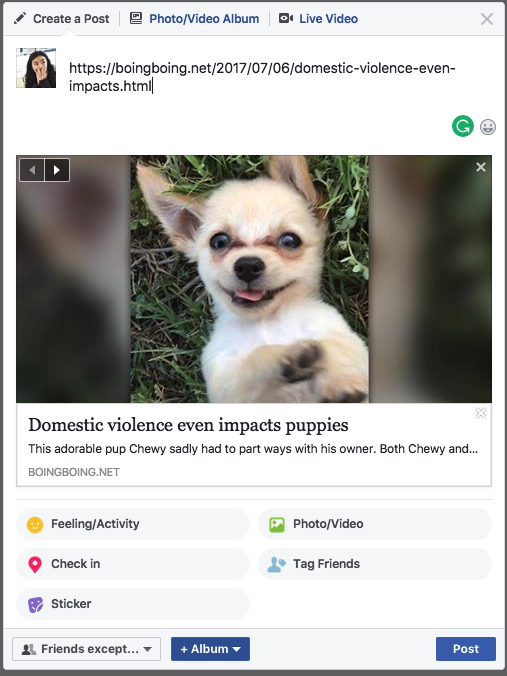 Create a Post Photo/Video Album Live Video
https://boingboing.net/2017/07/06/domestic-violence-even-
impacts.html
Domestic violence even impacts puppies
This adorable pup Chewy sadly had to part ways with his owner. Both Chewy and...
BOINGBOING.NET
Feeling/Activity Photo/Video
Check in Tag Friends
Sticker
Friends except... + Album Post